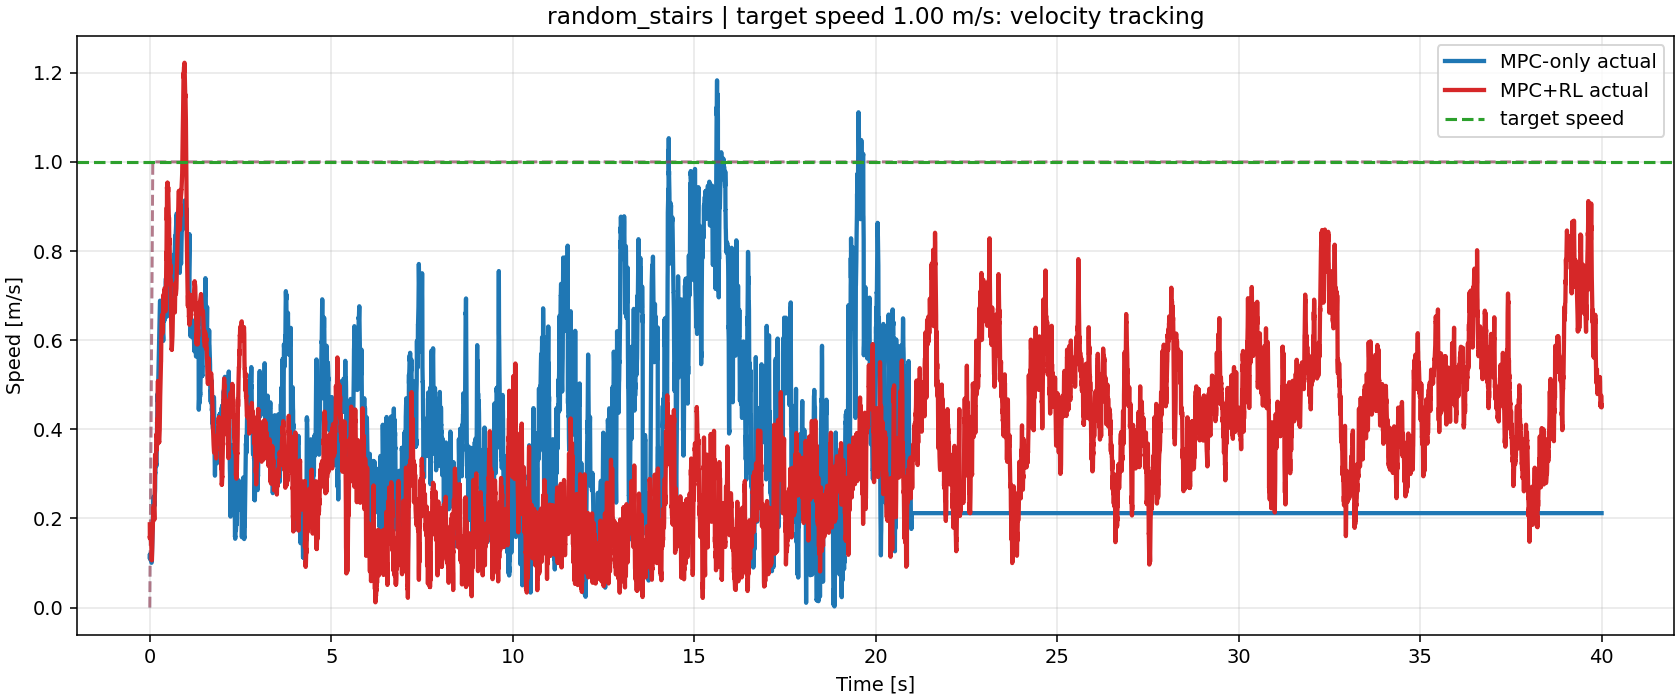 random_stairs | target speed 1.00 m/s: velocity tracking
MPC-only actual
MPC+RL actual
target speed
Speed [m/s]
1.2
1.0
0.8
0.6
0.4
0.2
0.0
0 5 10 15 20 25 30 35 40
Time [s]